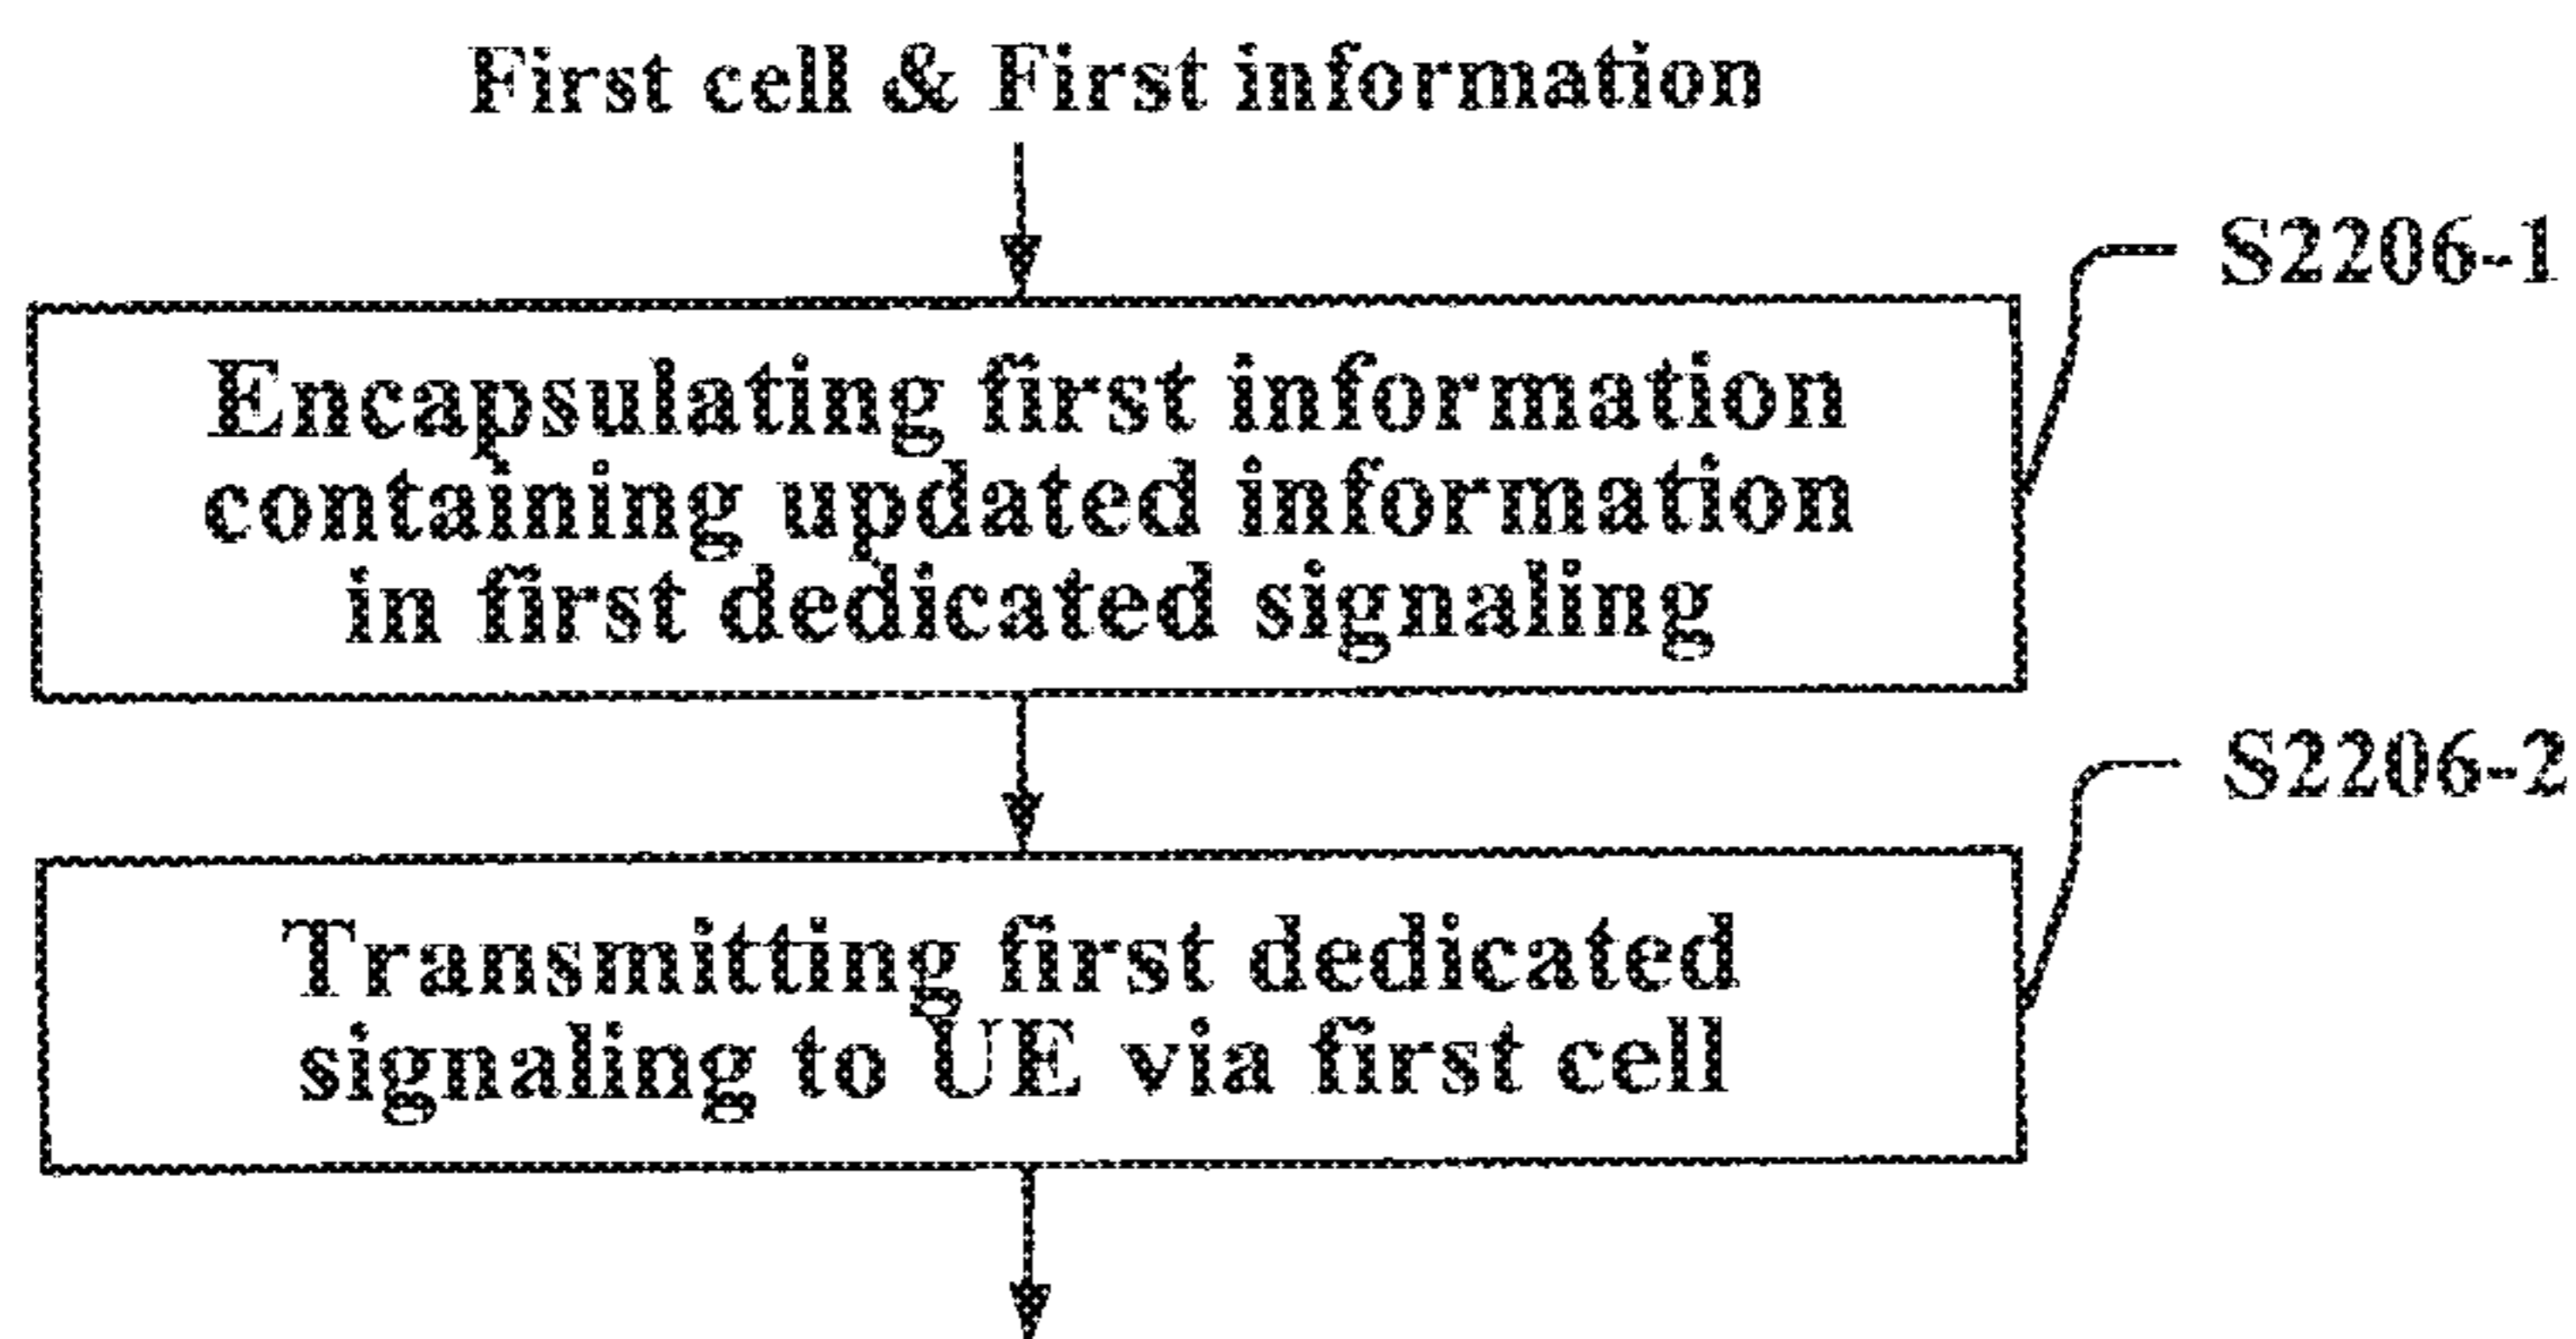 First cell & First information
S2206-1
Encapsulating first information
containing updated information
in first dedicated signaling
S2206-2
Transmitting first dedicated
signaling to UE via first cell